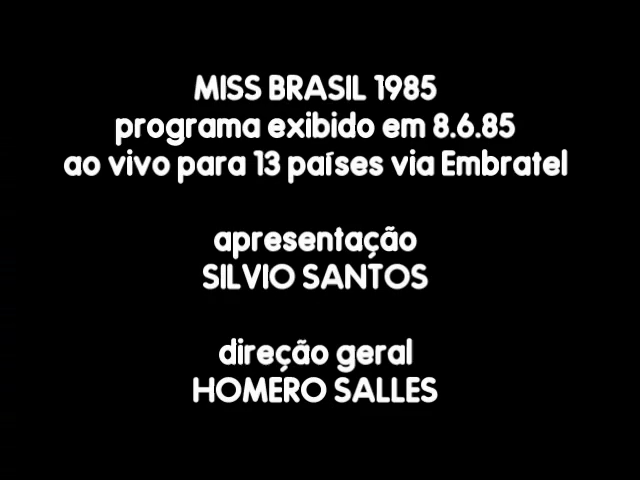 MISS BRASIL 1985
programa exibido em 8.6.85
ao vivo para 13 países via Embratel
apresentação
SILVIO SANTOS
direção geral
HOMERO SALLES